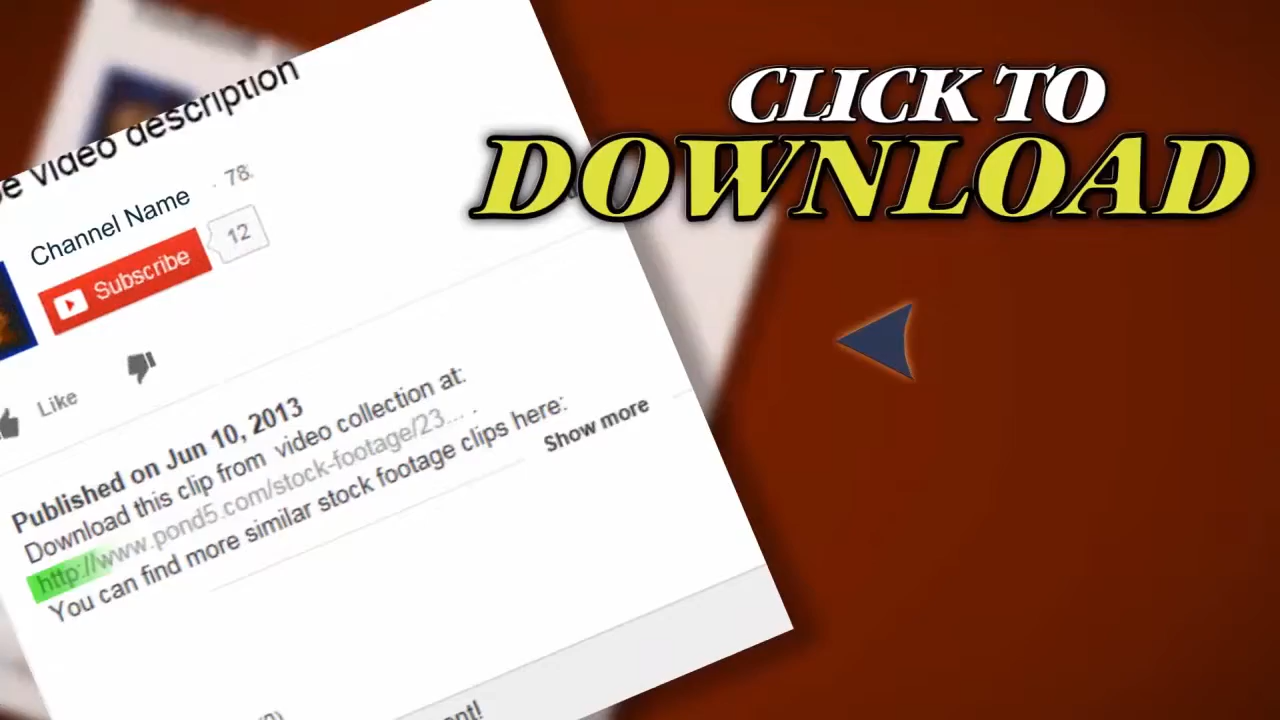 CLICK TO
DOWNLOAD
video description
Channel Name
78
Subscribe
12
Like
Published on Jun 10, 2013
Download this clip from video collection at:
http://www.pond5.com/stock-footage/23...
You can find more similar stock footage clips here:
Show more